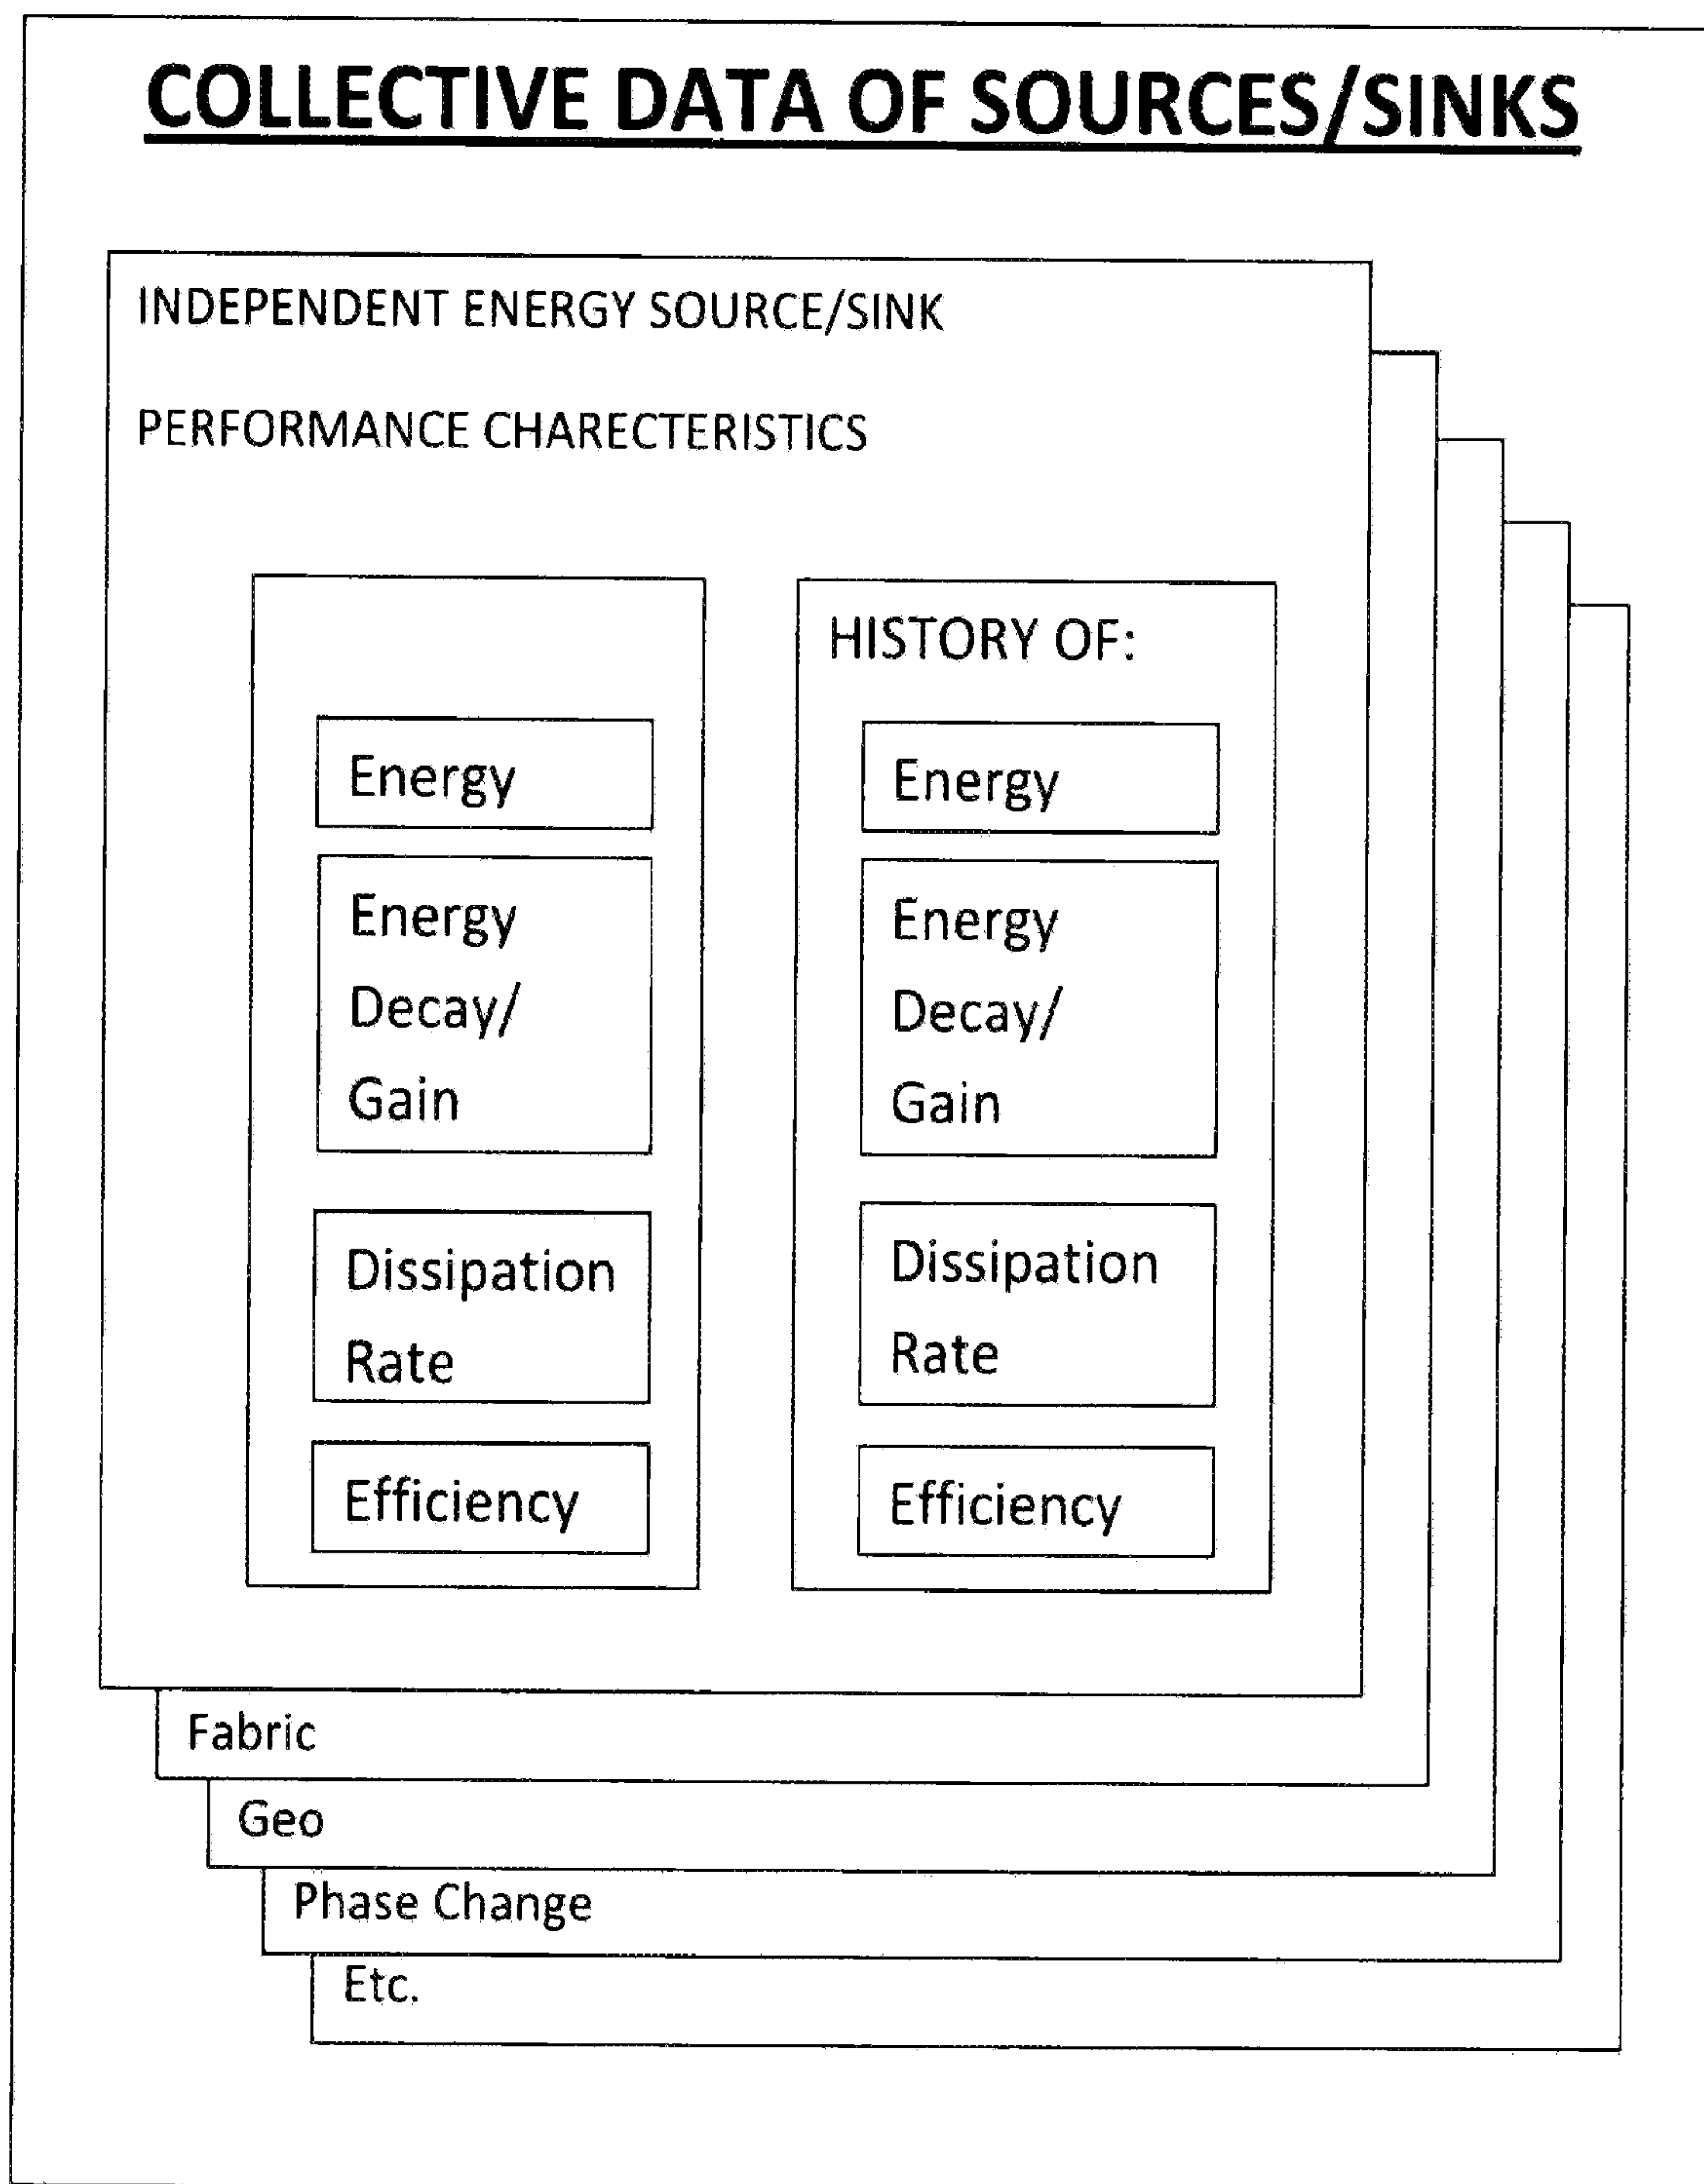 COLLECTIVE DATA OF SOURCES/SINKS
INDEPENDENT ENERGY SOURCE/SINK
PERFORMANCE CHARECTERISTICS
Energy
Energy
Decay/
Gain
Dissipation
Rate
Efficiency
HISTORY OF:
Energy
Energy
Decay/
Gain
Dissipation
Rate
Efficiency
Fabric
Geo
Phase Change
Etc.